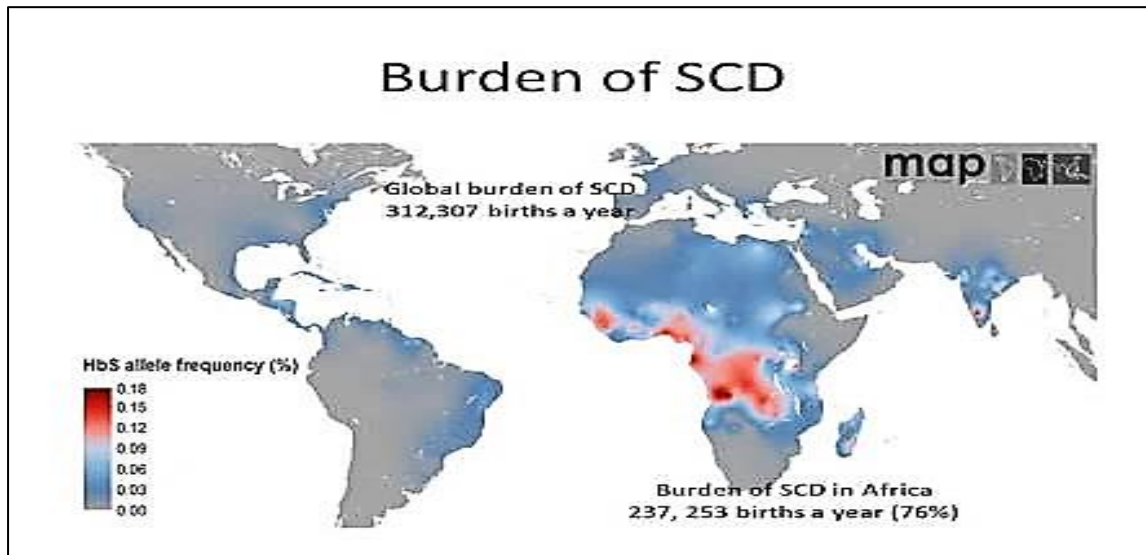 Burden of SCD
map
Global burden of SCD
312,307 births a year
HbS allele frequency (%)
0.18
0.15
0.12
0.09
0.06
0.03
0.00
Burden of SCD in Africa
237, 253 births a year (76%)